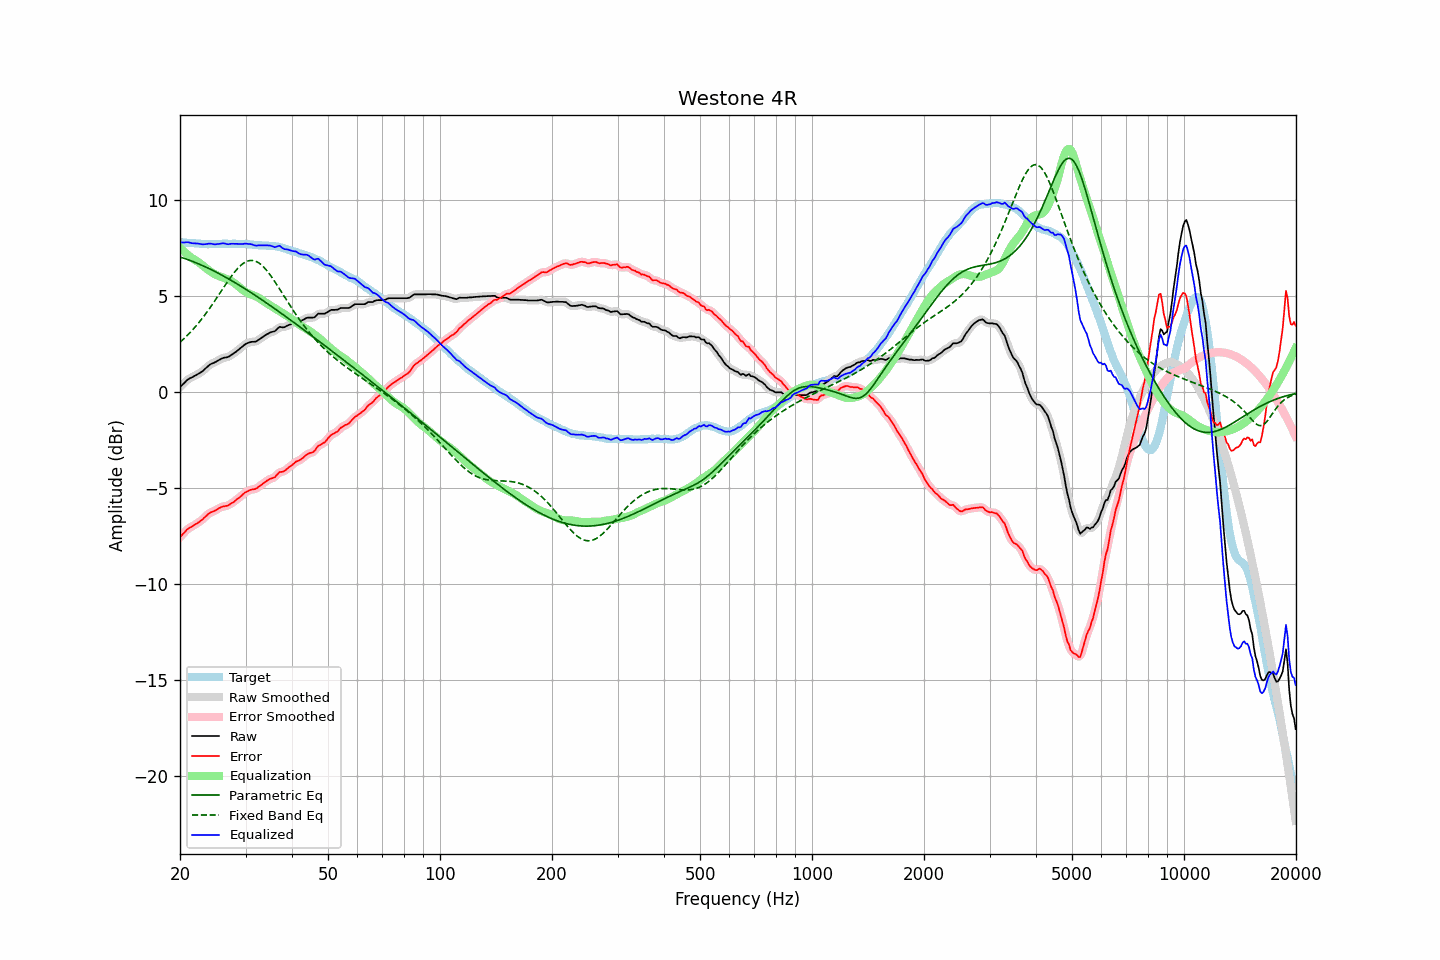 Westone 4R
Amplitude (dBr)
10
5
0
−5
−10
−15
−20
Target
Raw Smoothed
Error Smoothed
Raw
Error
Equalization
Parametric Eq
Fixed Band Eq
Equalized
20
50
100
200
500
1000
2000
5000
10000
20000
Frequency (Hz)